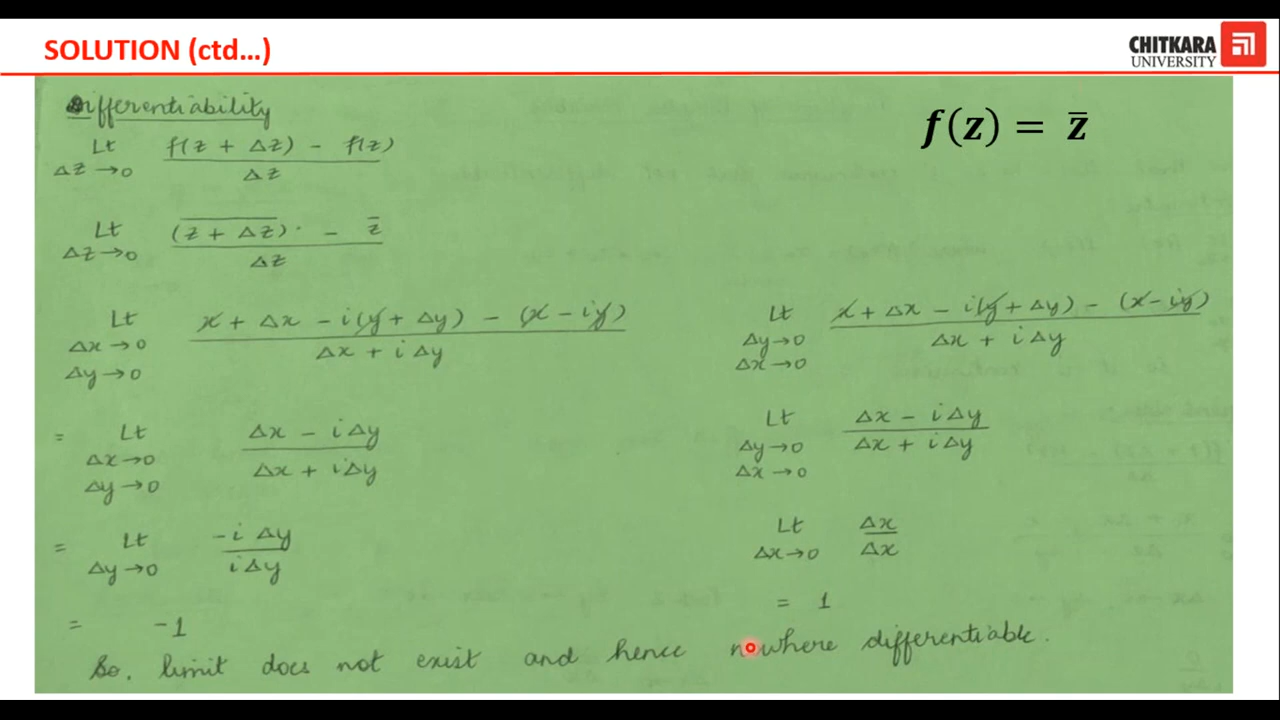 SOLUTION (ctd...)
CHITKARA
UNIVERSITY
Differentiability
f(z) = z̄
Lt Δz→0 f(z + Δz) - f(z) / Δz
Lt Δz→0 (z̅ ̅+̅ ̅Δ̅z̅) - z̄ / Δz
Lt Δx→0 Δy→0 x + Δx - i(y + Δy) - (x - iy) / Δx + iΔy
= Lt Δx→0 Δy→0 Δx - iΔy / Δx + iΔy
= Lt Δy→0 -iΔy / iΔy
= -1
Lt Δy→0 Δx→0 x + Δx - i(y + Δy) - (x - iy) / Δx + iΔy
Lt Δy→0 Δx→0 Δx - iΔy / Δx + iΔy
Lt Δx→0 Δx / Δx
= 1
So, limit does not exist and hence nowhere differentiable.